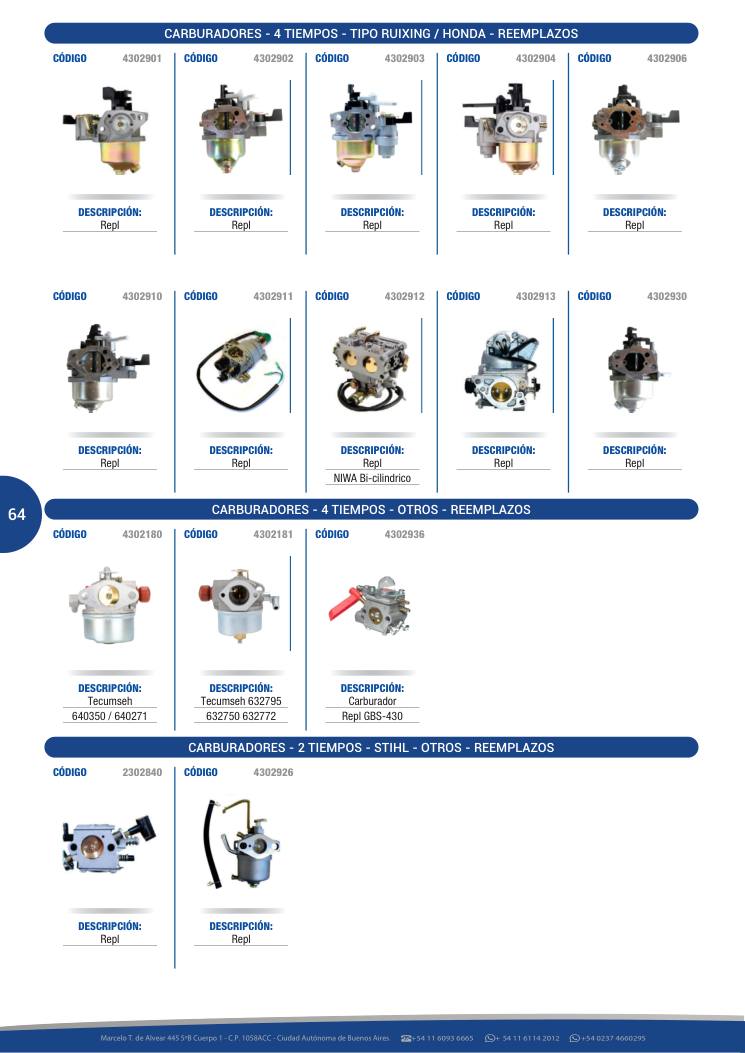 CARBURADORES - 4 TIEMPOS - TIPO RUIXING / HONDA - REEMPLAZOS
CÓDIGO 4302901
CÓDIGO 4302902
CÓDIGO 4302903
CÓDIGO 4302904
CÓDIGO 4302906
DESCRIPCIÓN:
Repl
DESCRIPCIÓN:
Repl
DESCRIPCIÓN:
Repl
DESCRIPCIÓN:
Repl
DESCRIPCIÓN:
Repl
CÓDIGO 4302910
CÓDIGO 4302911
CÓDIGO 4302912
CÓDIGO 4302913
CÓDIGO 4302930
DESCRIPCIÓN:
Repl
DESCRIPCIÓN:
Repl
DESCRIPCIÓN:
Repl
NIWA Bi-cilindrico
DESCRIPCIÓN:
Repl
DESCRIPCIÓN:
Repl
64
CARBURADORES - 4 TIEMPOS - OTROS - REEMPLAZOS
CÓDIGO 4302180
CÓDIGO 4302181
CÓDIGO 4302936
DESCRIPCIÓN:
Tecumseh
640350 / 640271
DESCRIPCIÓN:
Tecumseh 632795
632750 632772
DESCRIPCIÓN:
Carburador
Repl GBS-430
CARBURADORES - 2 TIEMPOS - STIHL - OTROS - REEMPLAZOS
CÓDIGO 2302840
CÓDIGO 4302926
DESCRIPCIÓN:
Repl
DESCRIPCIÓN:
Repl
Marcelo T. de Alvear 445 5ºB Cuerpo 1 - C.P. 1058ACC - Ciudad Autónoma de Buenos Aires. +54 11 6093 6665 + 54 11 6114 2012 +54 0237 4660295